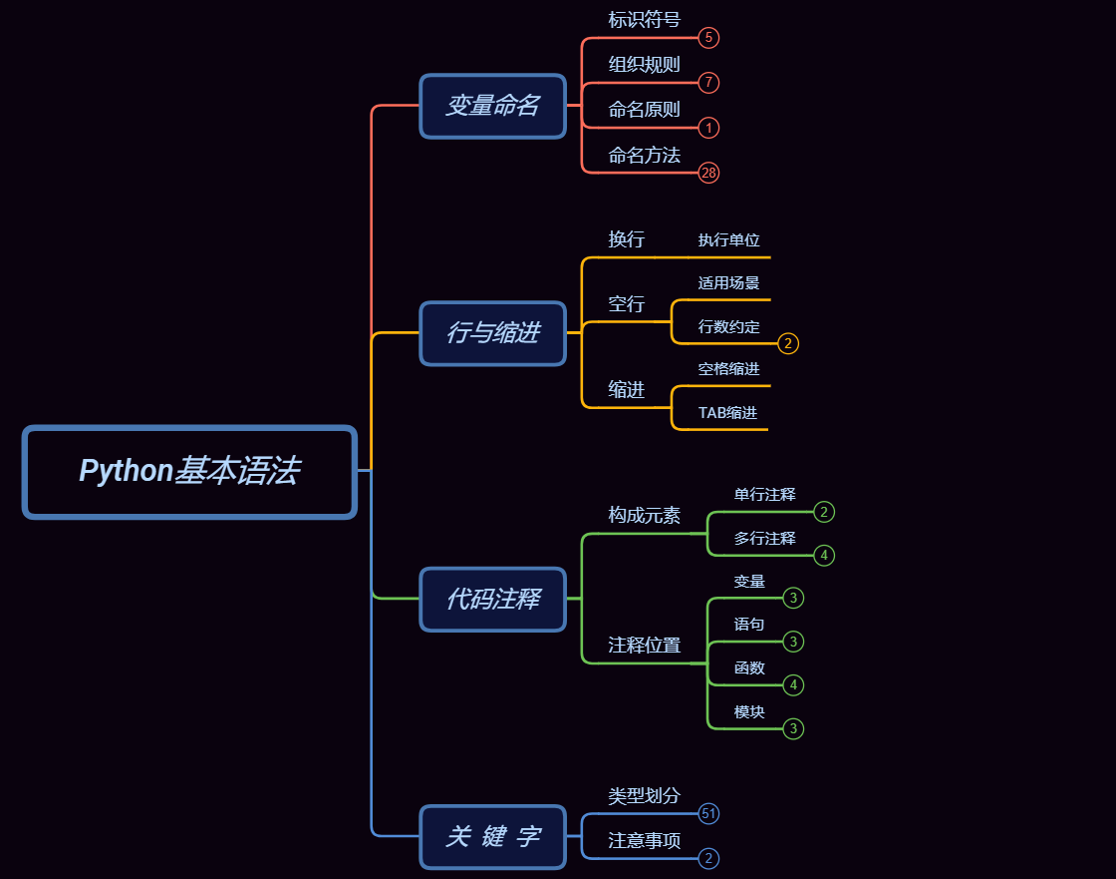 Python基本语法
变量命名
标识符号 5
组织规则 7
命名原则 1
命名方法 28
行与缩进
换行
执行单位
空行
适用场景
行数约定 2
缩进
空格缩进
TAB缩进
代码注释
构成元素
单行注释 2
多行注释 4
注释位置
变量 3
语句 3
函数 4
模块 3
关 键 字
类型划分 51
注意事项 2